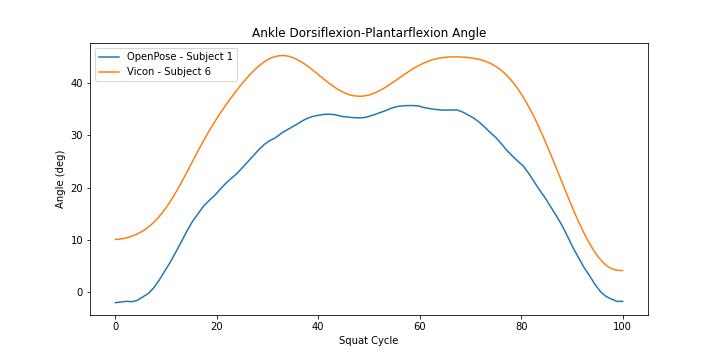 Ankle Dorsiflexion-Plantarflexion Angle
OpenPose - Subject 1
Vicon - Subject 6
Angle (deg)
40
30
20
10
0
0 20 40 60 80 100
Squat Cycle